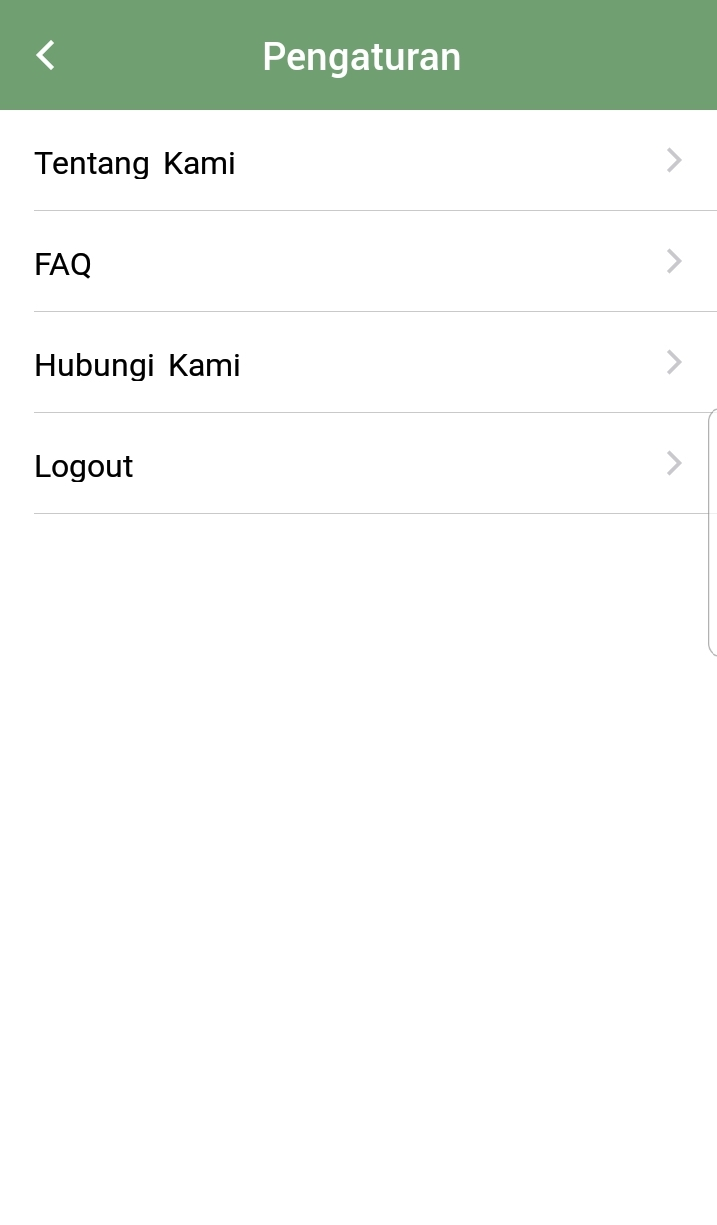 Pengaturan
Tentang Kami
FAQ
Hubungi Kami
Logout